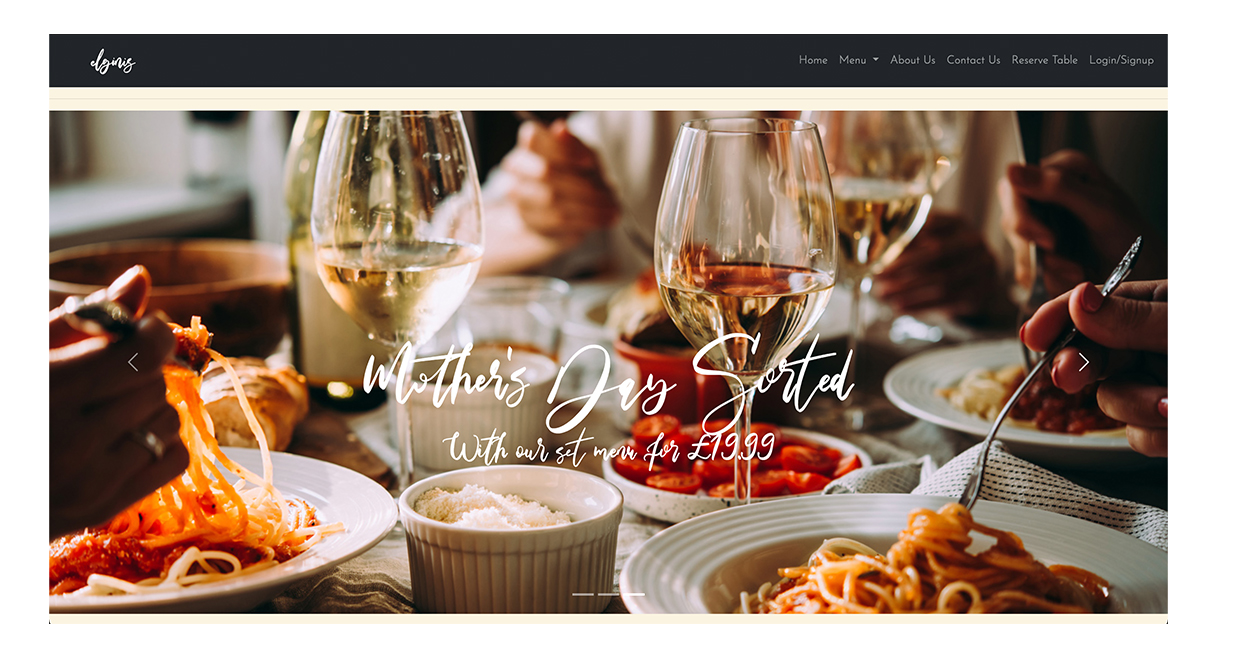 elginis
Home Menu About Us Contact Us Reserve Table Login/Signup
Mother's Day Sorted
With our set menu for £19.99